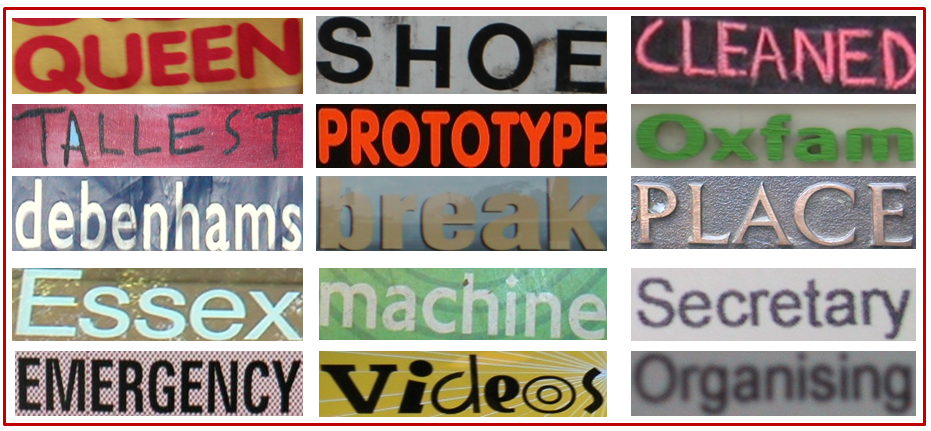 QUEEN SHOE CLEANED
TALLEST PROTOTYPE Oxfam
debenhams break PLACE
Essex machine Secretary
EMERGENCY Videos Organising